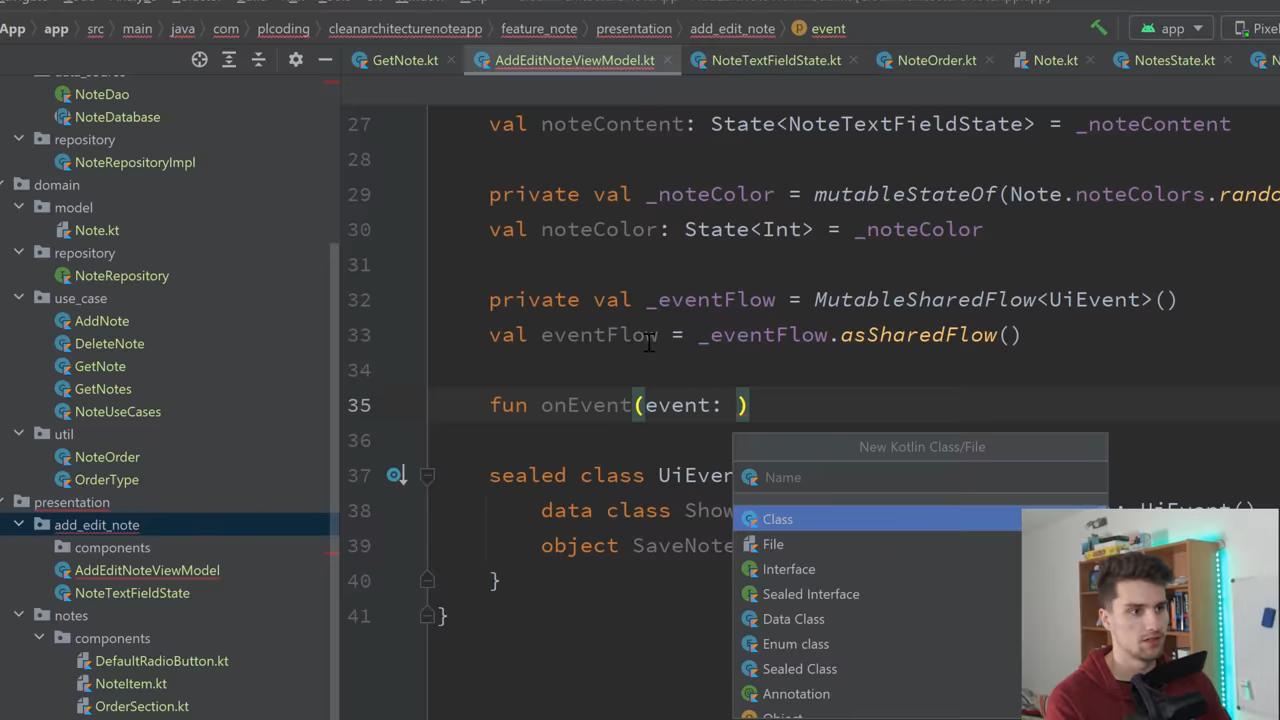 App app src main java com plcoding cleanarchitecturenoteapp feature_note presentation add_edit_note event app Pixel
GetNote.kt AddEditNoteViewModel.kt NoteTextFieldState.kt NoteOrder.kt Note.kt NotesState.kt
NoteDao
NoteDatabase
repository
NoteRepositoryImpl
domain
model
Note.kt
repository
NoteRepository
use_case
AddNote
DeleteNote
GetNote
GetNotes
NoteUseCases
util
NoteOrder
OrderType
presentation
add_edit_note
components
AddEditNoteViewModel
NoteTextFieldState
notes
components
DefaultRadioButton.kt
NoteItem.kt
OrderSection.kt
27 val noteContent: State<NoteTextFieldState> = _noteContent
28
29 private val _noteColor = mutableStateOf(Note.noteColors.rando
30 val noteColor: State<Int> = _noteColor
31
32 private val _eventFlow = MutableSharedFlow<UiEvent>()
33 val eventFlow = _eventFlow.asSharedFlow()
34
35 fun onEvent(event: )
36
37 sealed class UiEven
38 data class Show : UiEvent()
39 object SaveNote
40 }
41 }
New Kotlin Class/File
Name
Class
File
Interface
Sealed Interface
Data Class
Enum class
Sealed Class
Annotation
Object